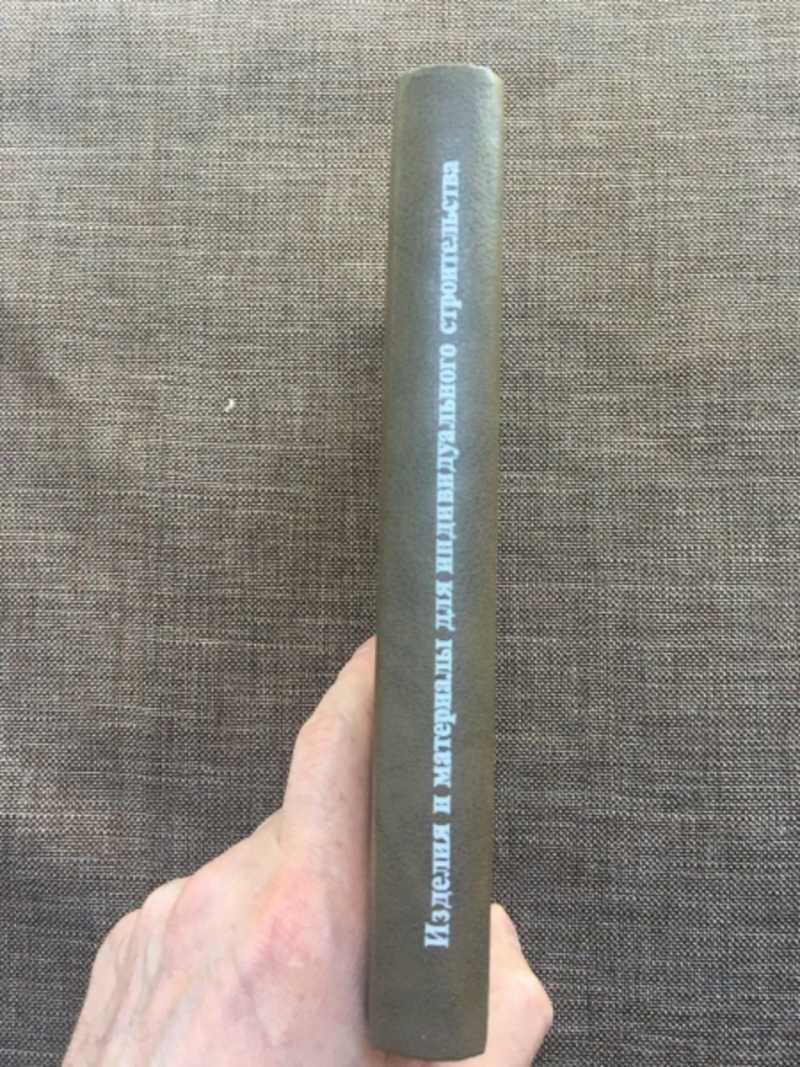 Изделия и материалы для индивидуального строительства